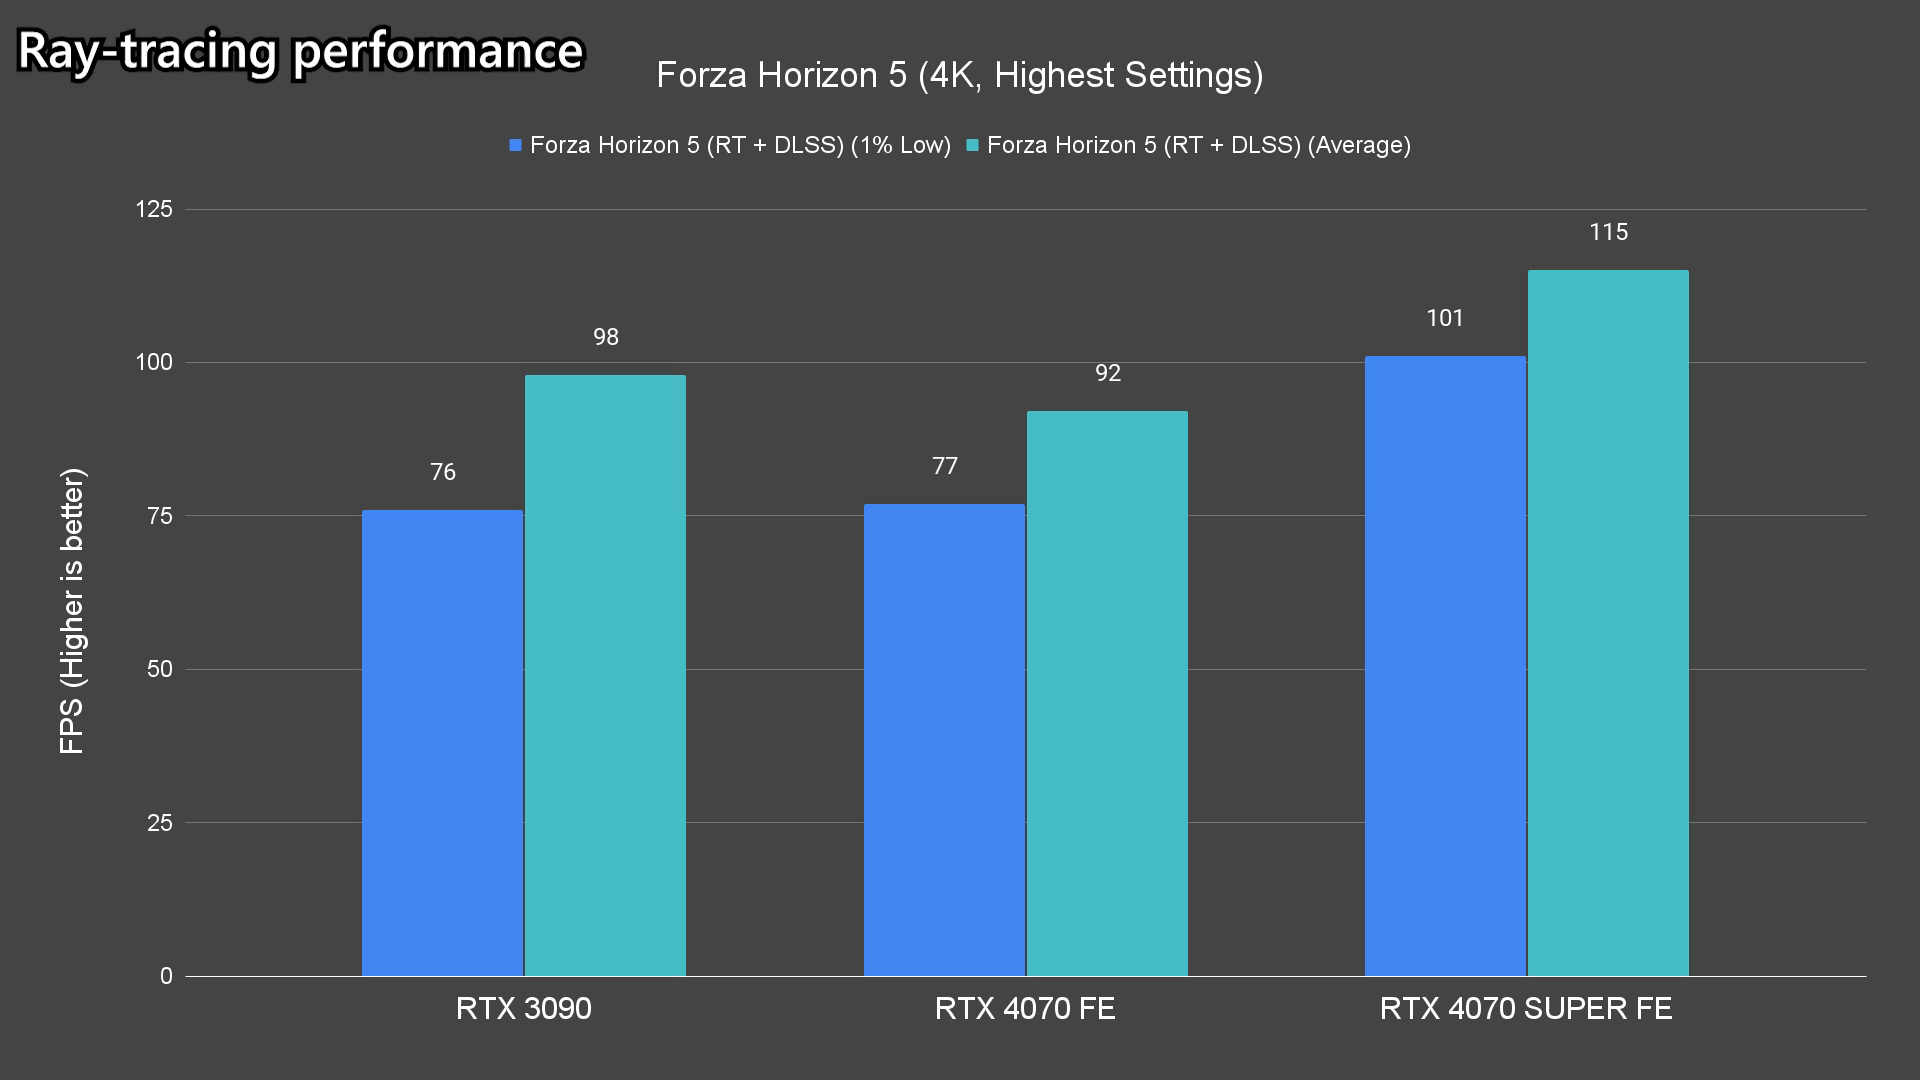 Ray-tracing performance
Forza Horizon 5 (4K, Highest Settings)
Forza Horizon 5 (RT + DLSS) (1% Low) Forza Horizon 5 (RT + DLSS) (Average)
FPS (Higher is better)
125
100
75
50
25
0
76
98
77
92
101
115
RTX 3090
RTX 4070 FE
RTX 4070 SUPER FE